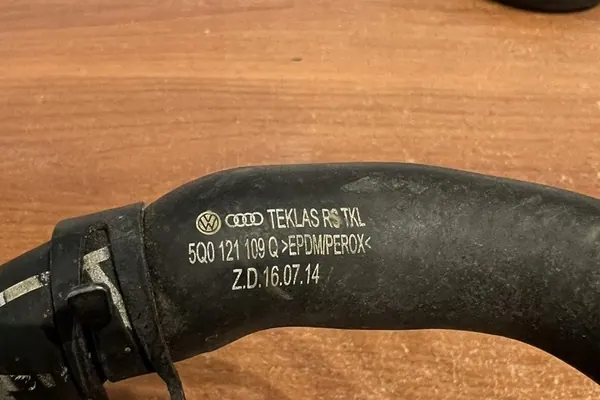 TEKLAS RS TKL
5Q0 121 109 Q >EPDM/PEROX<
Z.D.16.07.14